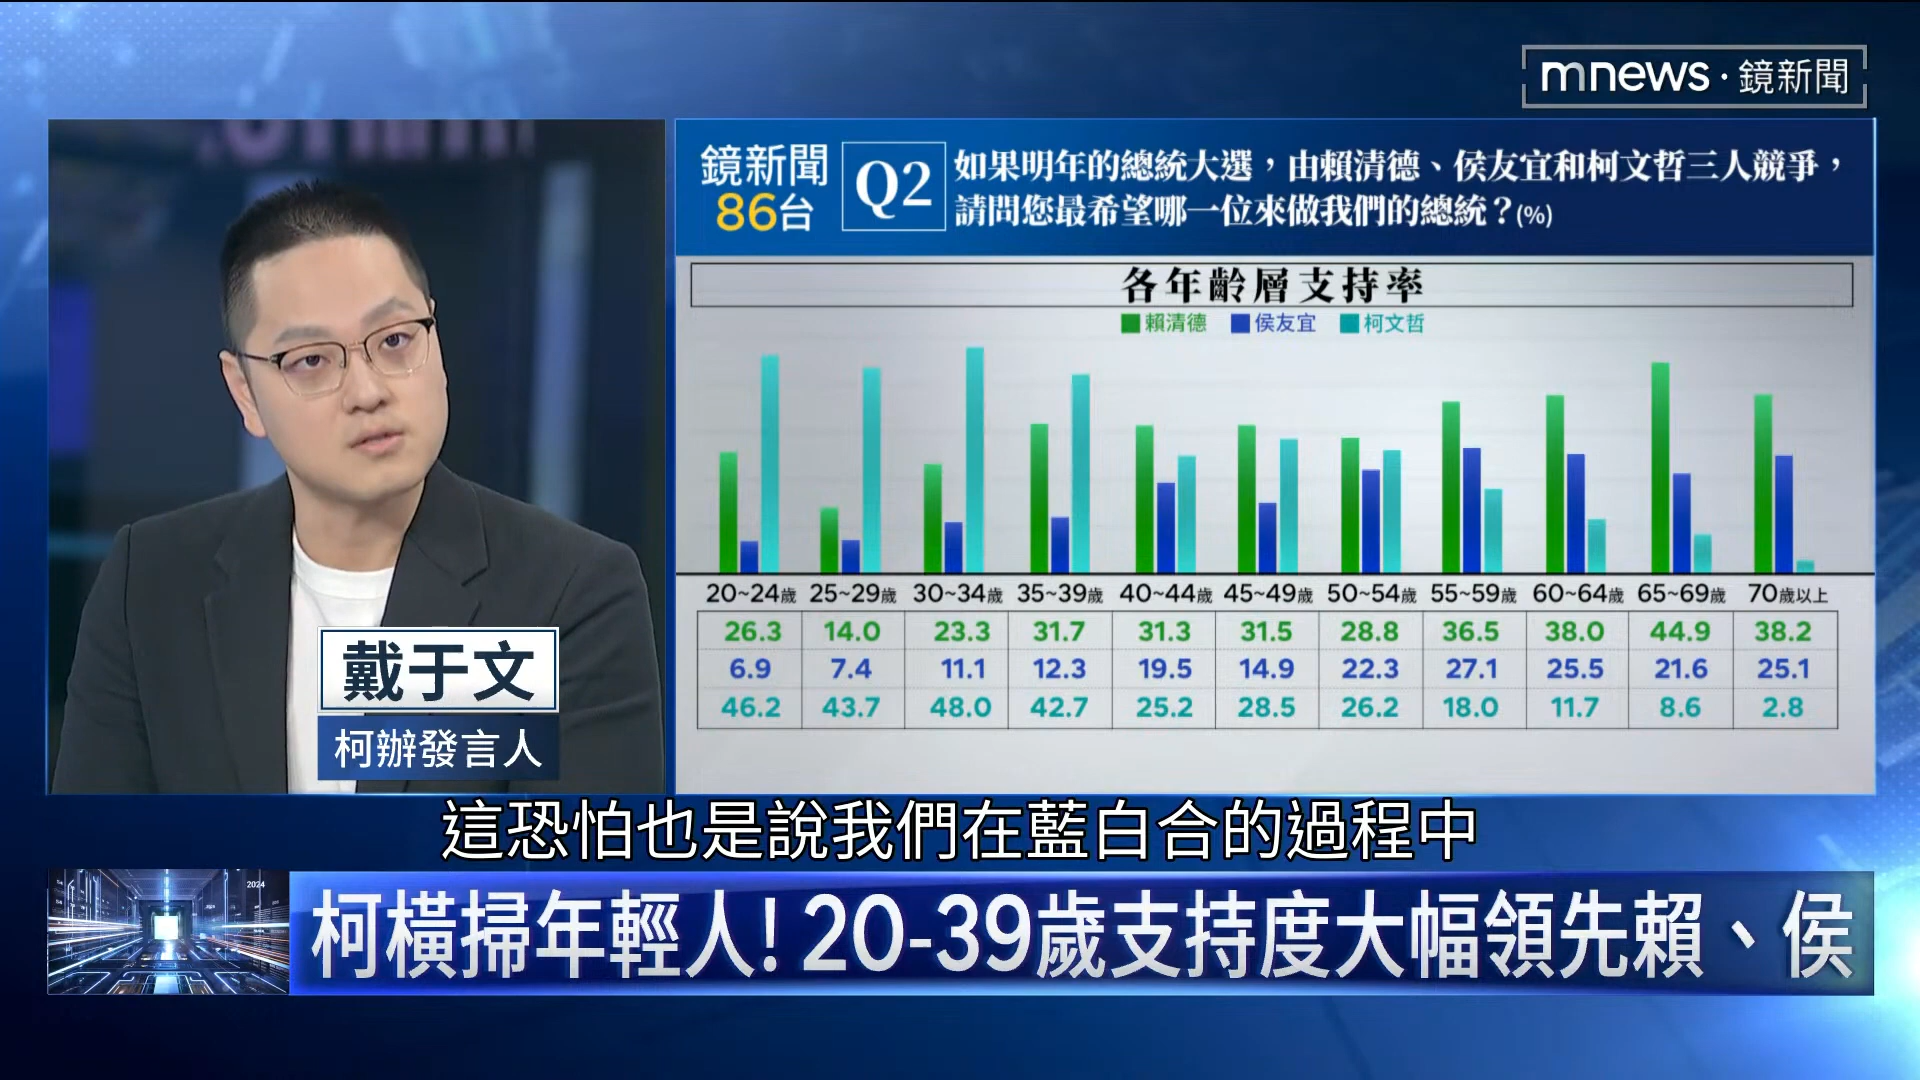 mnews·鏡新聞
鏡新聞
86台
Q2
如果明年的總統大選，由賴清德、侯友宜和柯文哲三人競爭，
請問您最希望哪一位來做我們的總統？(%)
各年齡層支持率
賴清德 侯友宜 柯文哲
20~24歲 25~29歲 30~34歲 35~39歲 40~44歲 45~49歲 50~54歲 55~59歲 60~64歲 65~69歲 70歲以上
26.3 14.0 23.3 31.7 31.3 31.5 28.8 36.5 38.0 44.9 38.2
6.9 7.4 11.1 12.3 19.5 14.9 22.3 27.1 25.5 21.6 25.1
46.2 43.7 48.0 42.7 25.2 28.5 26.2 18.0 11.7 8.6 2.8
戴于文
柯辦發言人
這恐怕也是說我們在藍白合的過程中
2024
柯橫掃年輕人!20-39歲支持度大幅領先賴、侯